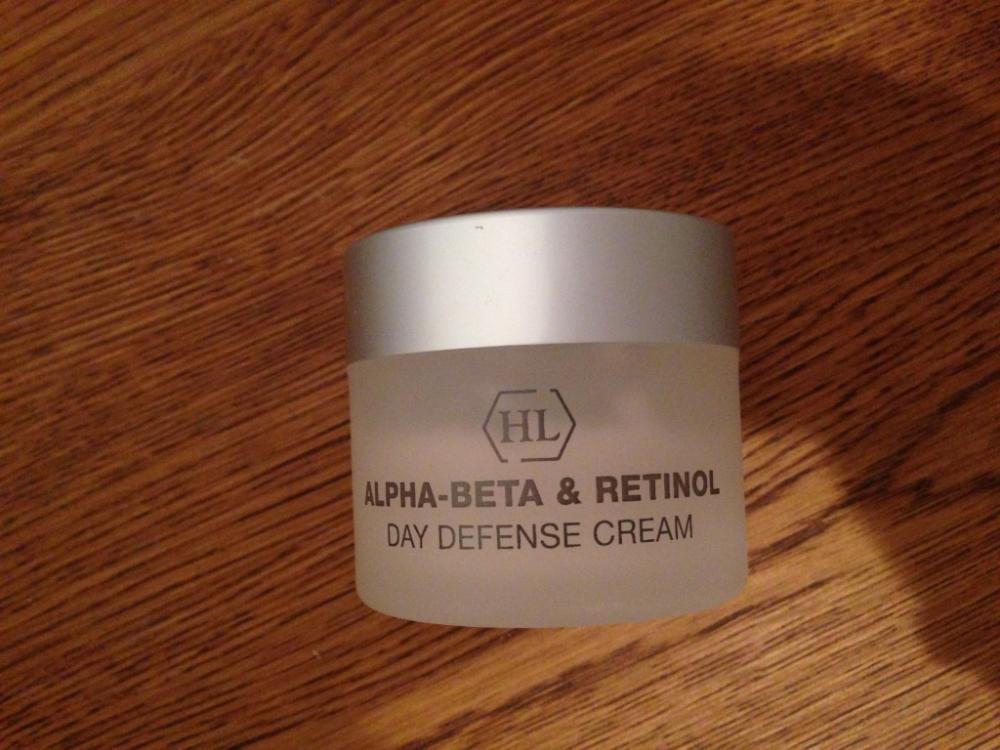 HL
ALPHA-BETA & RETINOL
DAY DEFENSE CREAM